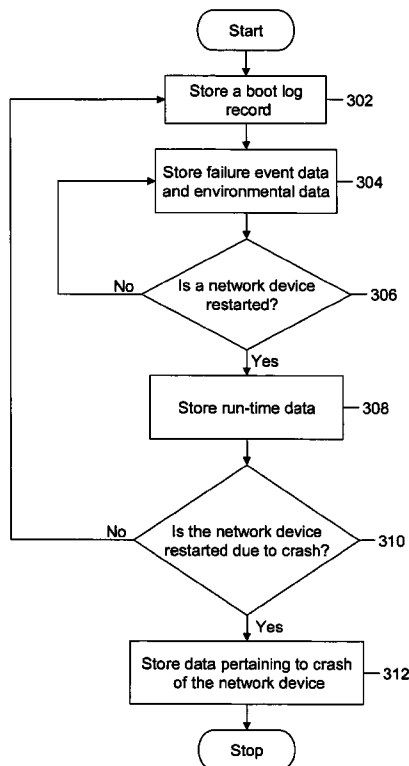 Start
Store a boot log
record
302
Store failure event data
and environmental data
304
No
Is a network device
restarted?
306
Yes
Store run-time data
308
No
Is the network device
restarted due to crash?
310
Yes
Store data pertaining to crash
of the network device
312
Stop